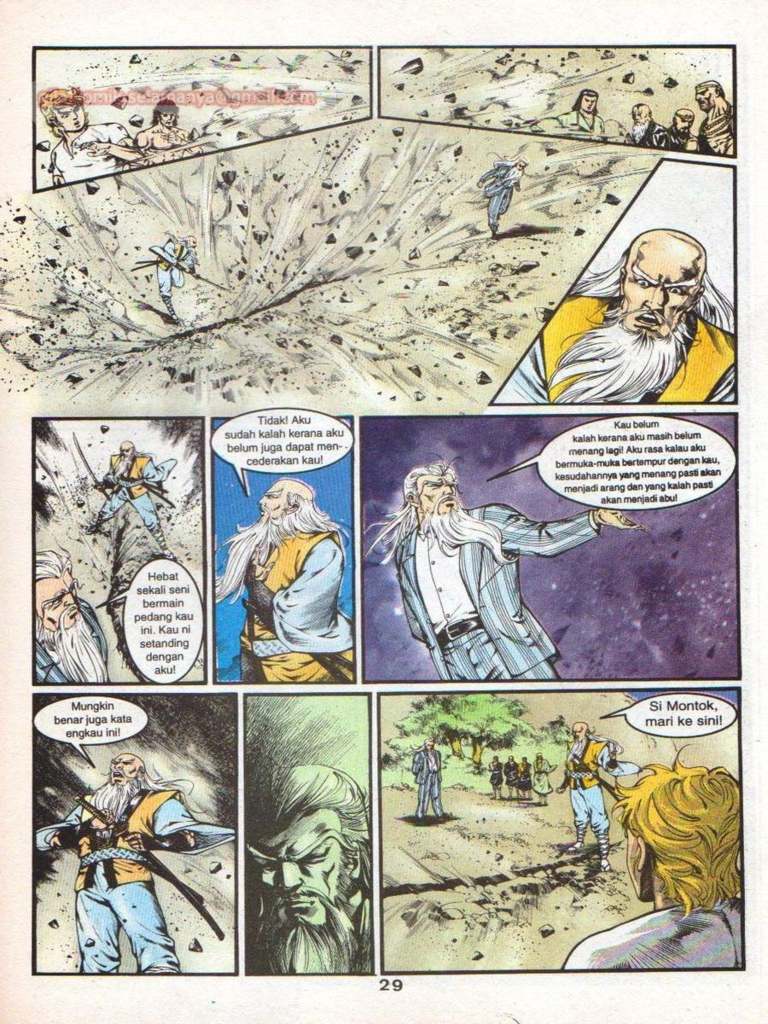 Hebat
sekali seni
bermain
pedang kau
ini. Kau ni
setanding
dengan
aku!
Tidak! Aku
sudah kalah kerana aku
belum juga dapat men-
cederakan kau!
Kau belum
kalah kerana aku masih belum
menang lagi! Aku rasa kalau aku
bermuka-muka bertempur dengan kau,
kesudahannya yang menang pasti akan
menjadi arang dan yang kalah pasti
akan menjadi abu!
Mungkin
benar juga kata
engkau ini!
Si Montok,
mari ke sini!
29